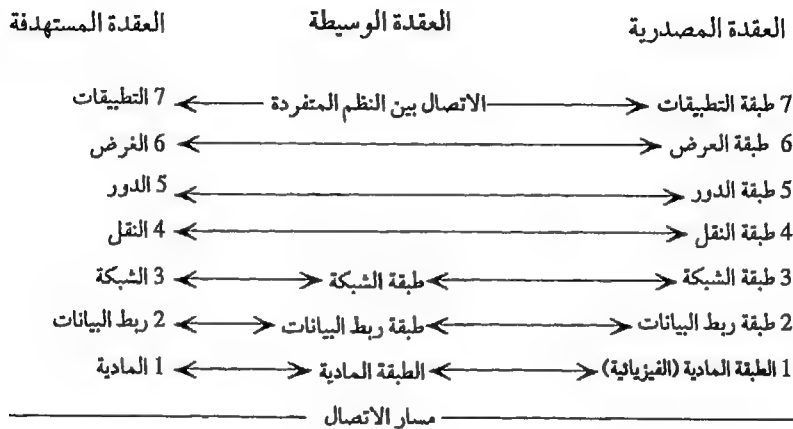 العقدة المصدرية العقدة الوسيطة العقدة المستهدفة
7 طبقة التطبيقات الاتصال بين النظم المتفردة 7 التطبيقات
6 طبقة العرض 6 الغرض
5 طبقة الدور 5 الدور
4 طبقة النقل 4 النقل
3 طبقة الشبكة طبقة الشبكة 3 الشبكة
2 طبقة ربط البيانات طبقة ربط البيانات 2 ربط البيانات
1 الطبقة المادية (الفيزيائية) الطبقة المادية 1 المادية
مسار الاتصال